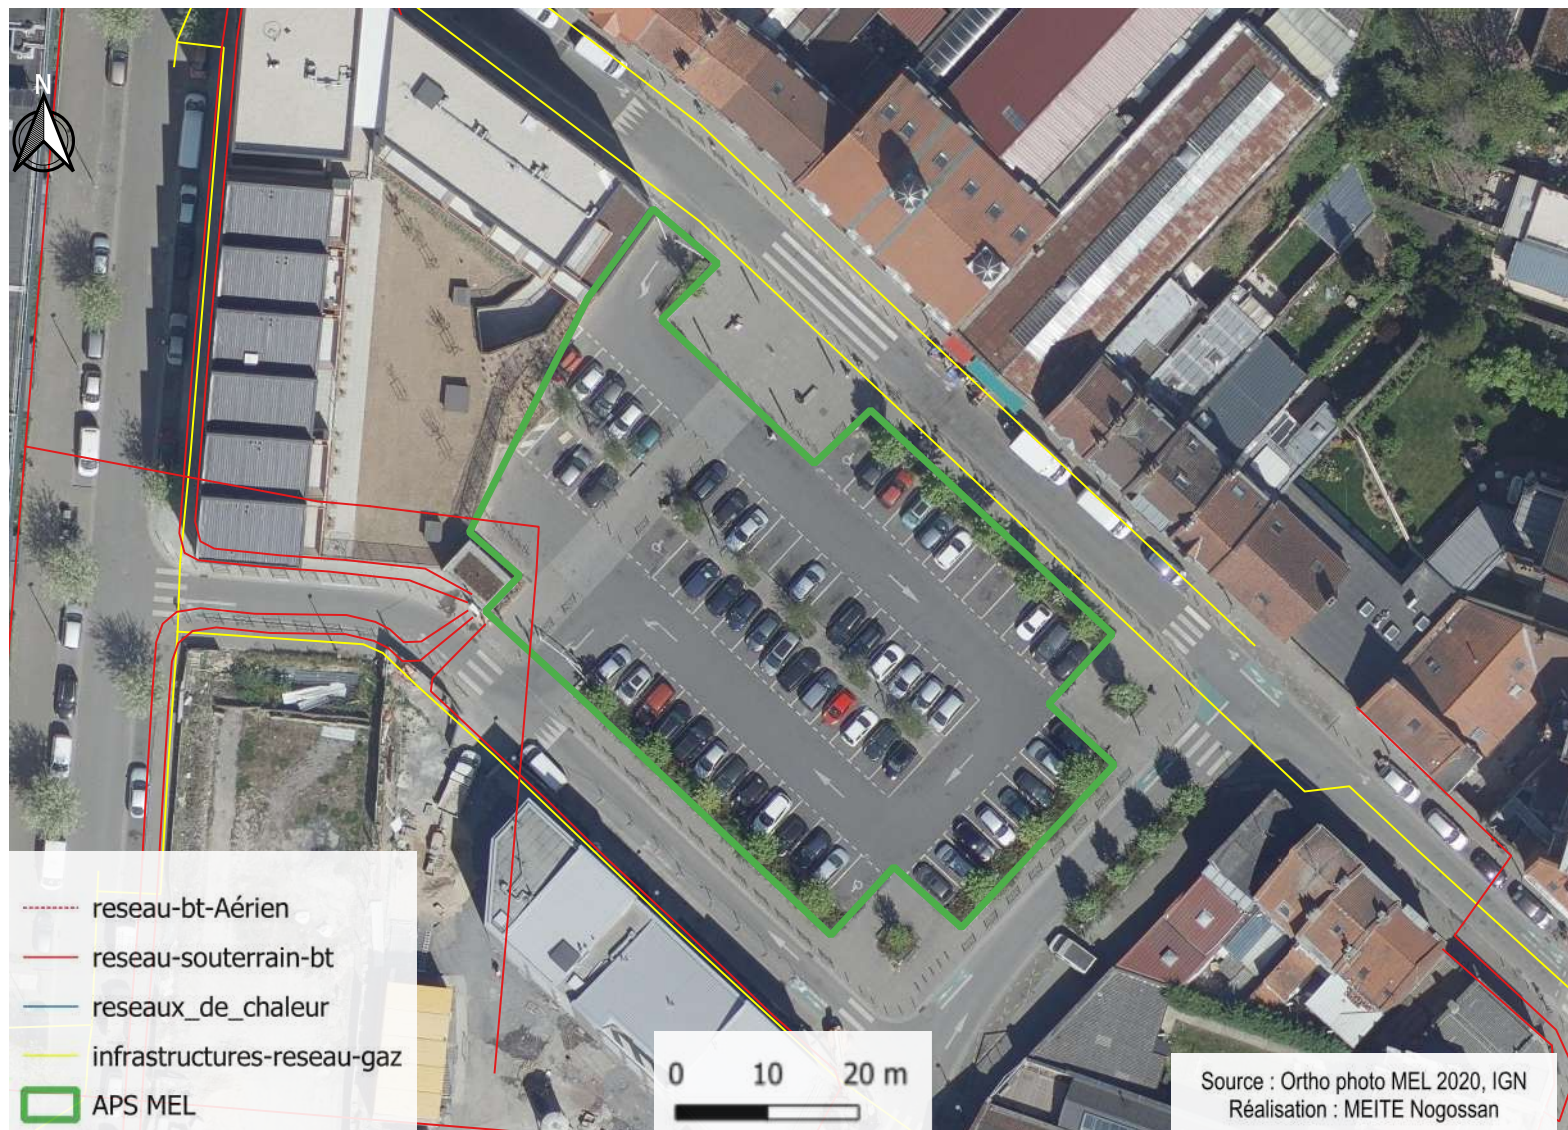 N
reseau-bt-Aérien
reseau-souterrain-bt
reseaux_de_chaleur
infrastructures-reseau-gaz
APS MEL
0 10 20 m
Source : Ortho photo MEL 2020, IGN
Réalisation : MEITE Nogossan